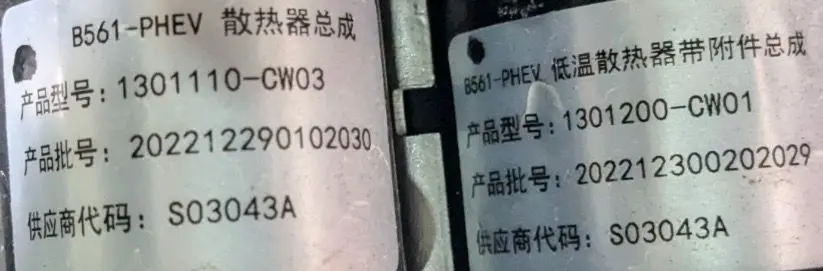 B561-PHEV 散热器总成
产品型号：1301110-CW03
产品批号：202212290102030
供应商代码：S03043A
B561-PHEV 低温散热器带附件总成
产品型号：1301200-CW01
产品批号：202212300202029
供应商代码：S03043A